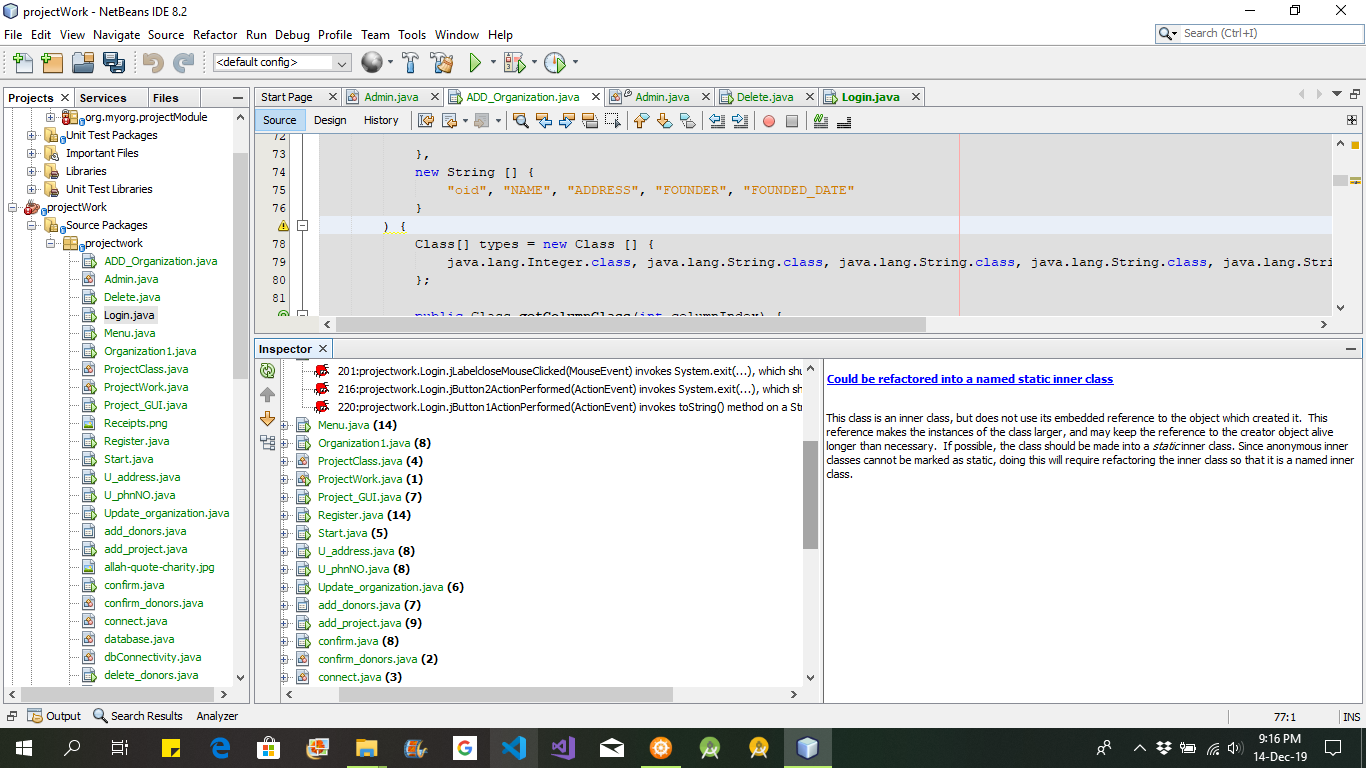 projectWork - NetBeans IDE 8.2
File Edit View Navigate Source Refactor Run Debug Profile Team Tools Window Help
Search (Ctrl+I)
<default config>
Projects Services Files
org.myorg.projectModule
Unit Test Packages
Important Files
Libraries
Unit Test Libraries
projectWork
Source Packages
projectwork
ADD_Organization.java
Admin.java
Delete.java
Login.java
Menu.java
Organization1.java
ProjectClass.java
ProjectWork.java
Project_GUI.java
Receipts.png
Register.java
Start.java
U_address.java
U_phnNO.java
Update_organization.java
add_donors.java
add_project.java
allah-quote-charity.jpg
confirm.java
confirm_donors.java
connect.java
database.java
dbConnectivity.java
delete_donors.java
Start Page Admin.java ADD_Organization.java Admin.java Delete.java Login.java
Source Design History
72
73 },
74 new String [] {
75 "oid", "NAME", "ADDRESS", "FOUNDER", "FOUNDED_DATE"
76 }
) {
78 Class[] types = new Class [] {
79 java.lang.Integer.class, java.lang.String.class, java.lang.String.class, java.lang.String.class, java.lang.Stri
80 };
81
public Class getColumnClass(int columnIndex) {
Inspector
201:projectwork.Login.jLabelcloseMouseClicked(MouseEvent) invokes System.exit(...), which shu
216:projectwork.Login.jButton2ActionPerformed(ActionEvent) invokes System.exit(...), which sh
220:projectwork.Login.jButton1ActionPerformed(ActionEvent) invokes toString() method on a Str
Menu.java (14)
Organization1.java (8)
ProjectClass.java (4)
ProjectWork.java (1)
Project_GUI.java (7)
Register.java (14)
Start.java (5)
U_address.java (8)
U_phnNO.java (8)
Update_organization.java (6)
add_donors.java (7)
add_project.java (9)
confirm.java (8)
confirm_donors.java (2)
connect.java (3)
Could be refactored into a named static inner class
This class is an inner class, but does not use its embedded reference to the object which created it. This
reference makes the instances of the class larger, and may keep the reference to the creator object alive
longer than necessary. If possible, the class should be made into a static inner class. Since anonymous inner
classes cannot be marked as static, doing this will require refactoring the inner class so that it is a named inner
class.
Output Search Results Analyzer
77:1 INS
9:16 PM
14-Dec-19